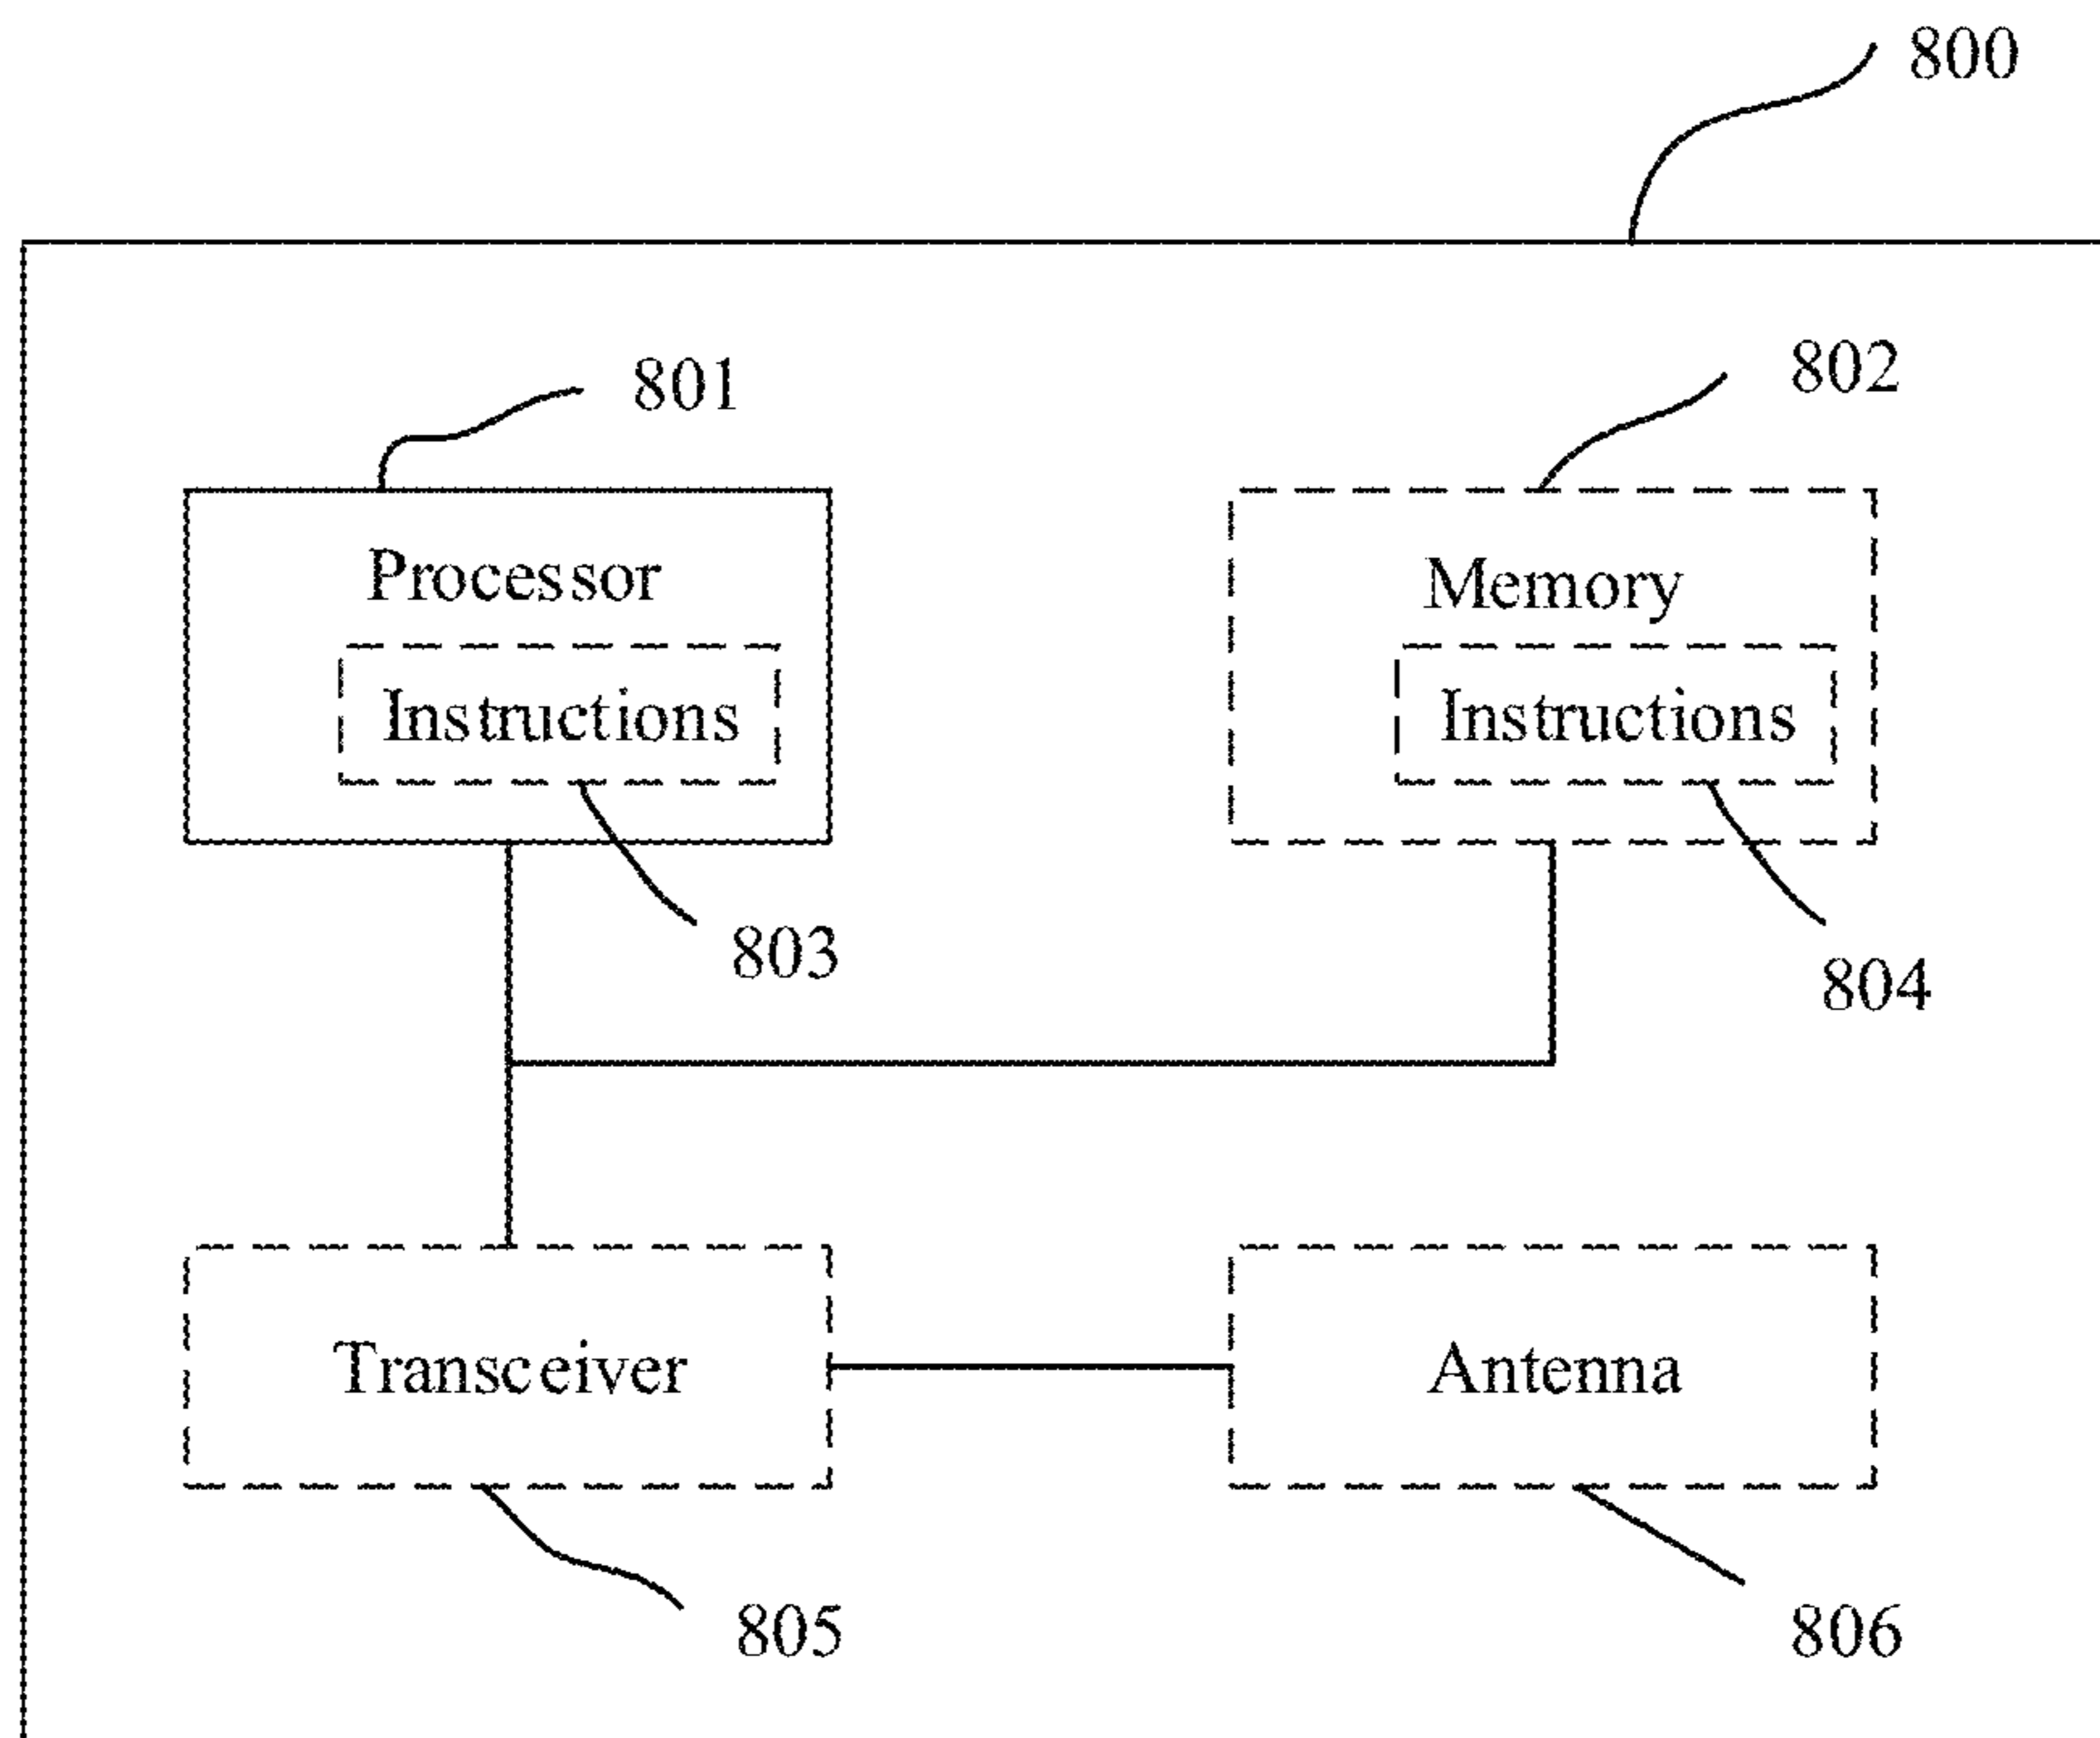 800
801
802
Processor
Memory
Instructions
Instructions
803
804
Transceiver
Antenna
805
806